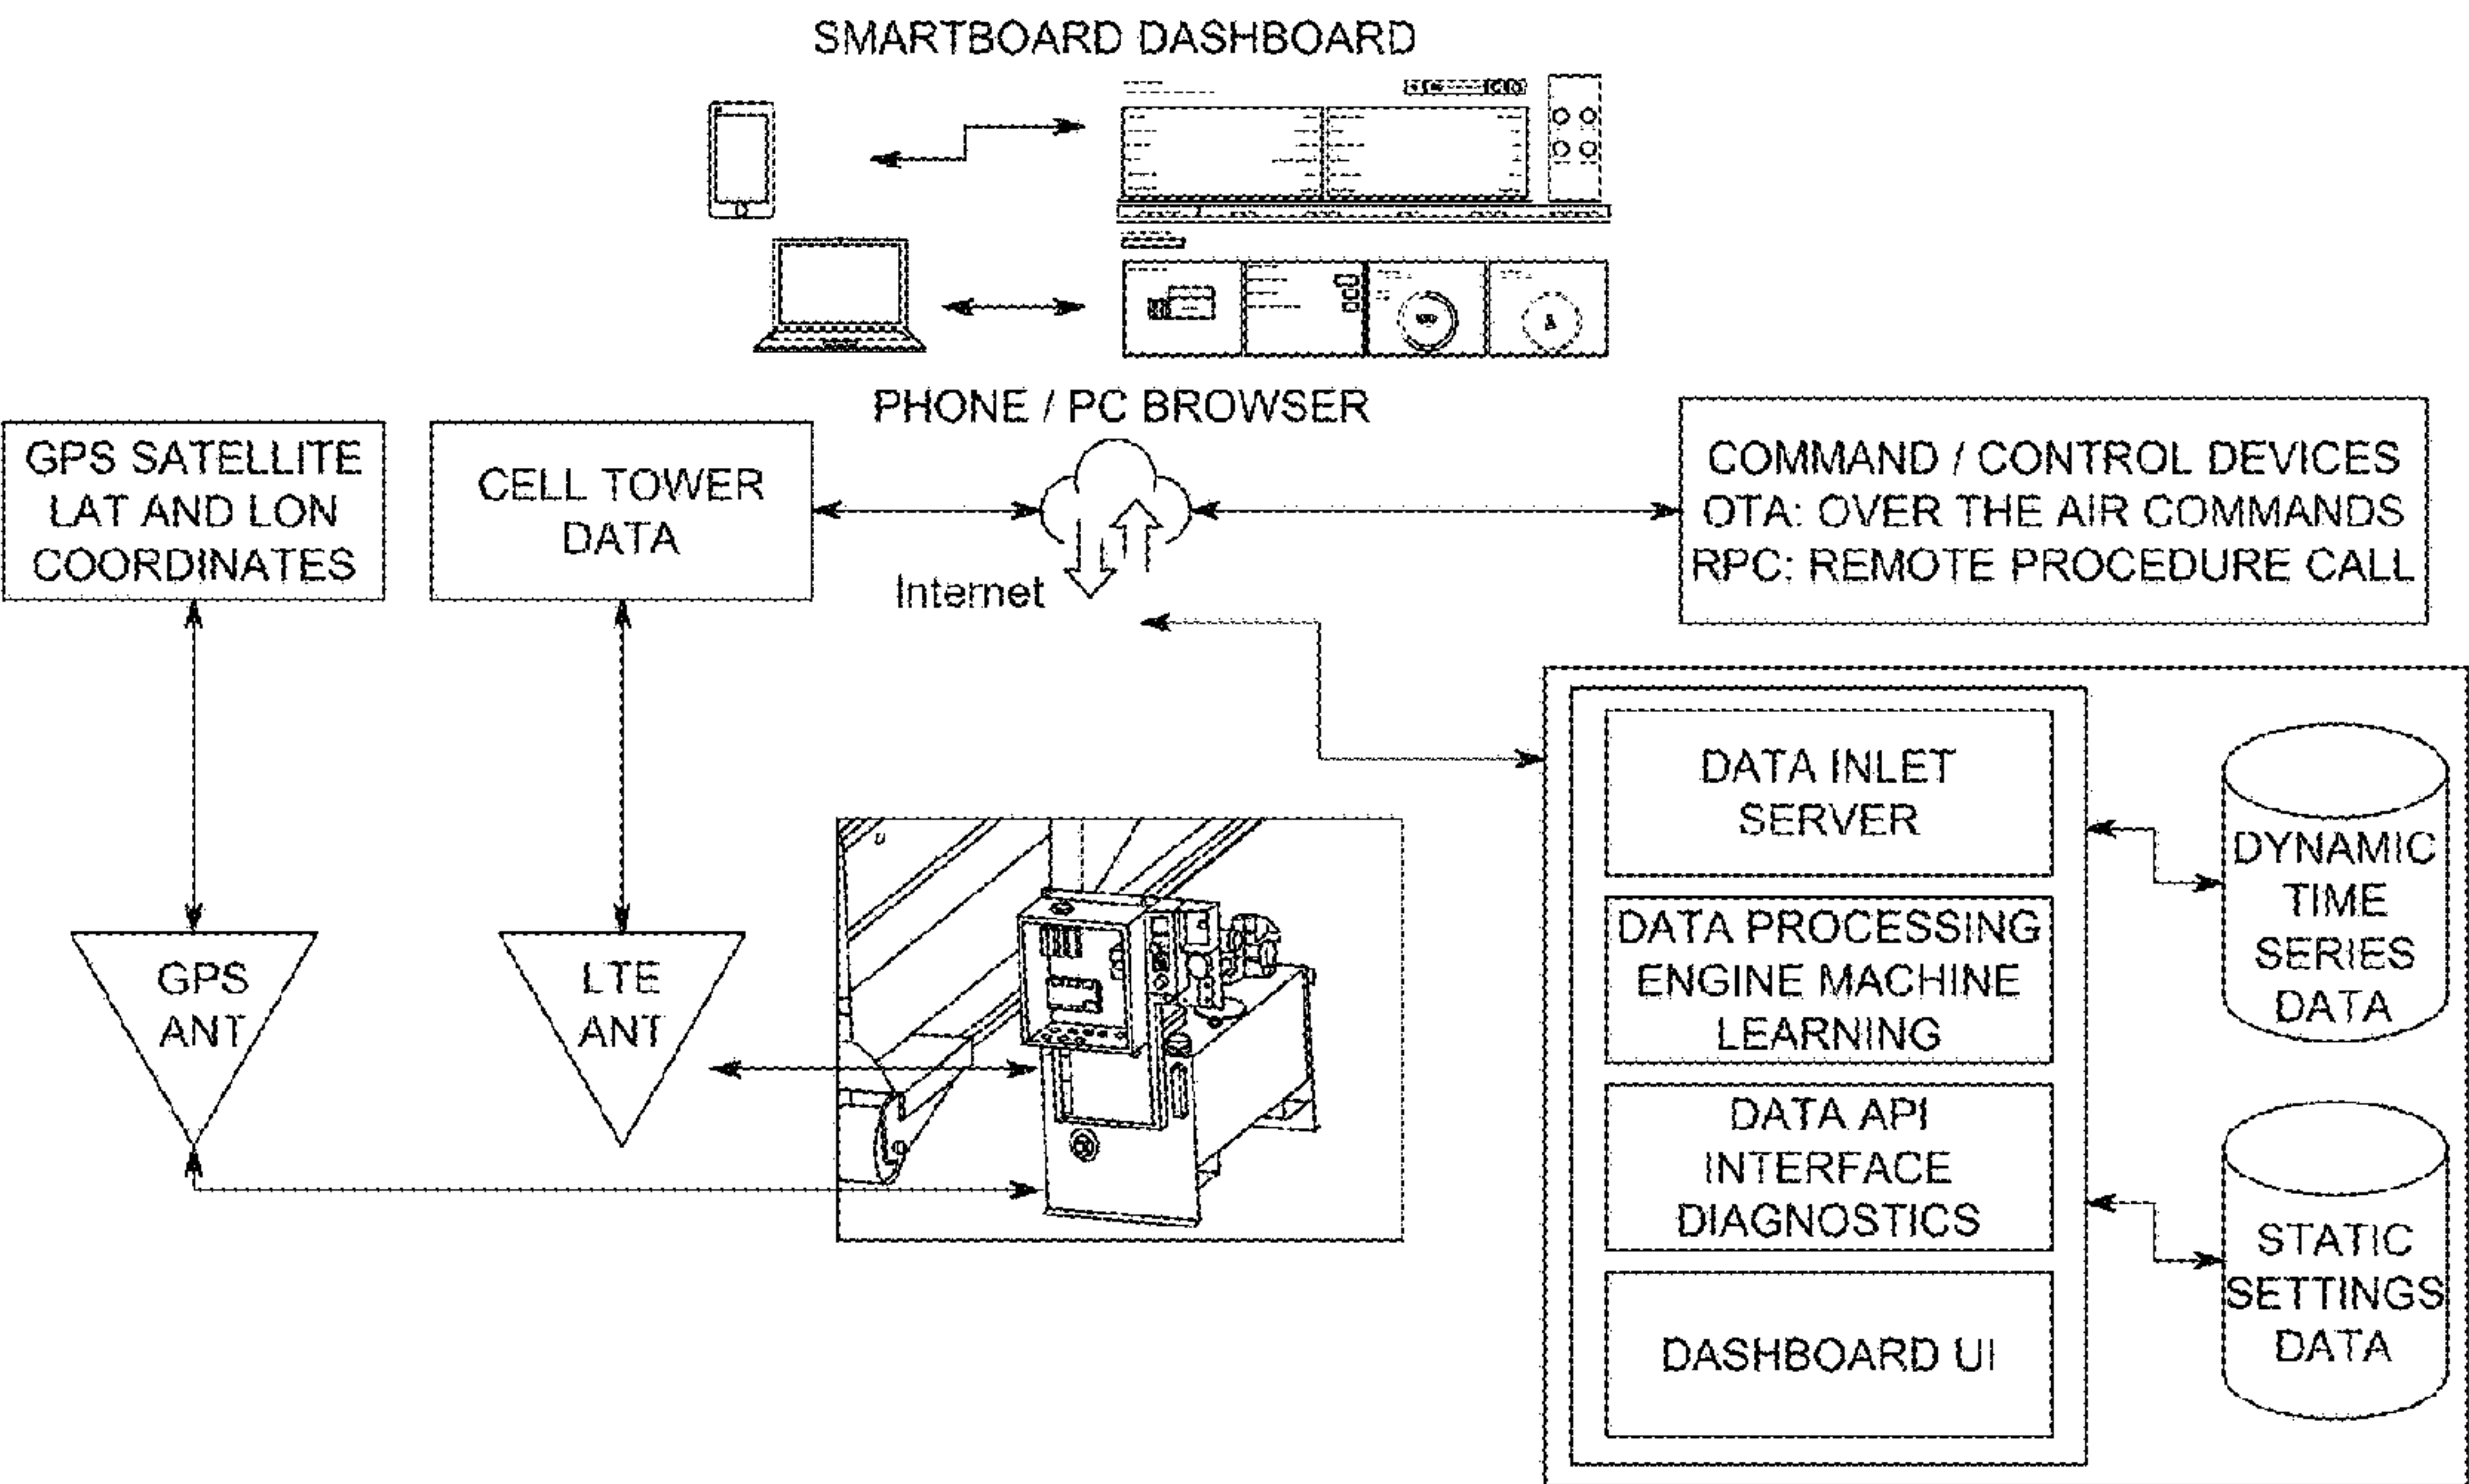 SMARTBOARD DASHBOARD
PHONE / PC BROWSER
GPS SATELLITE
LAT AND LON
COORDINATES
CELL TOWER
DATA
Internet
COMMAND / CONTROL DEVICES
OTA: OVER THE AIR COMMANDS
RPC: REMOTE PROCEDURE CALL
GPS
ANT
LTE
ANT
DATA INLET
SERVER
DATA PROCESSING
ENGINE MACHINE
LEARNING
DATA API
INTERFACE
DIAGNOSTICS
DASHBOARD UI
DYNAMIC
TIME
SERIES
DATA
STATIC
SETTINGS
DATA